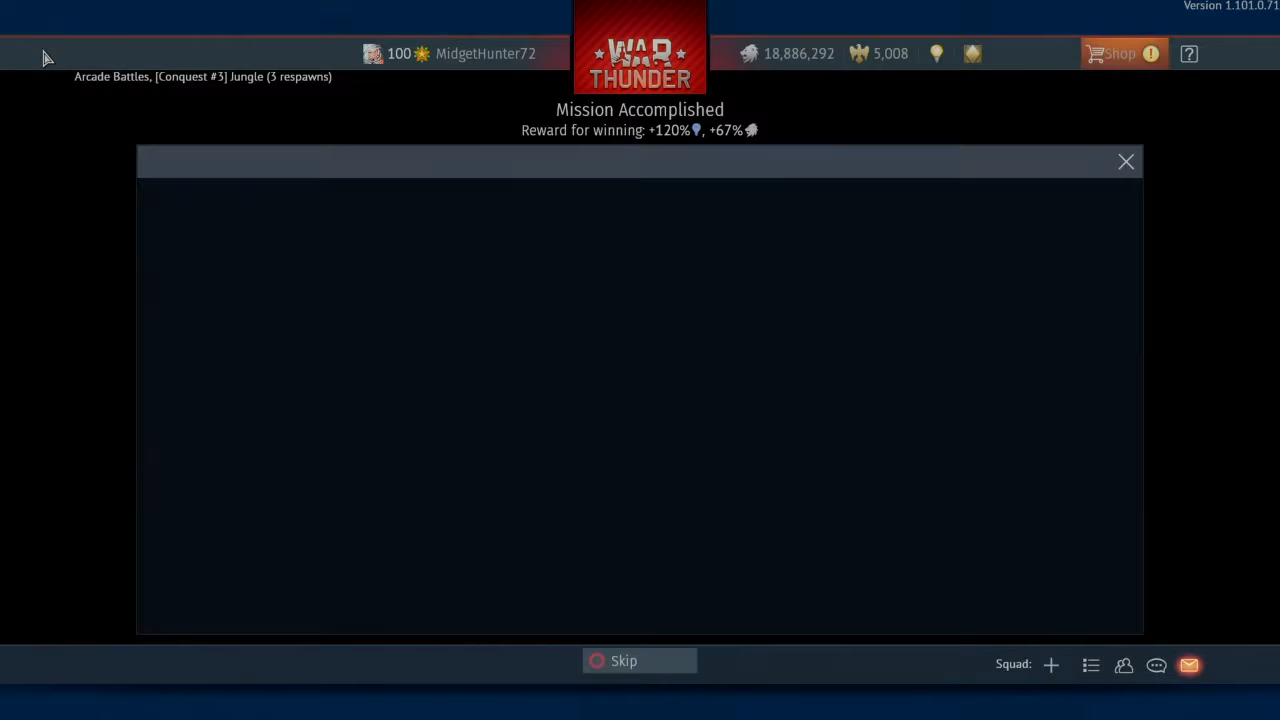 Version 1.101.0.71
100 MidgetHunter72
WAR
THUNDER
18,886,292
5,008
Shop
Arcade Battles, [Conquest #3] Jungle (3 respawns)
Mission Accomplished
Reward for winning: +120%, +67%
Skip
Squad: